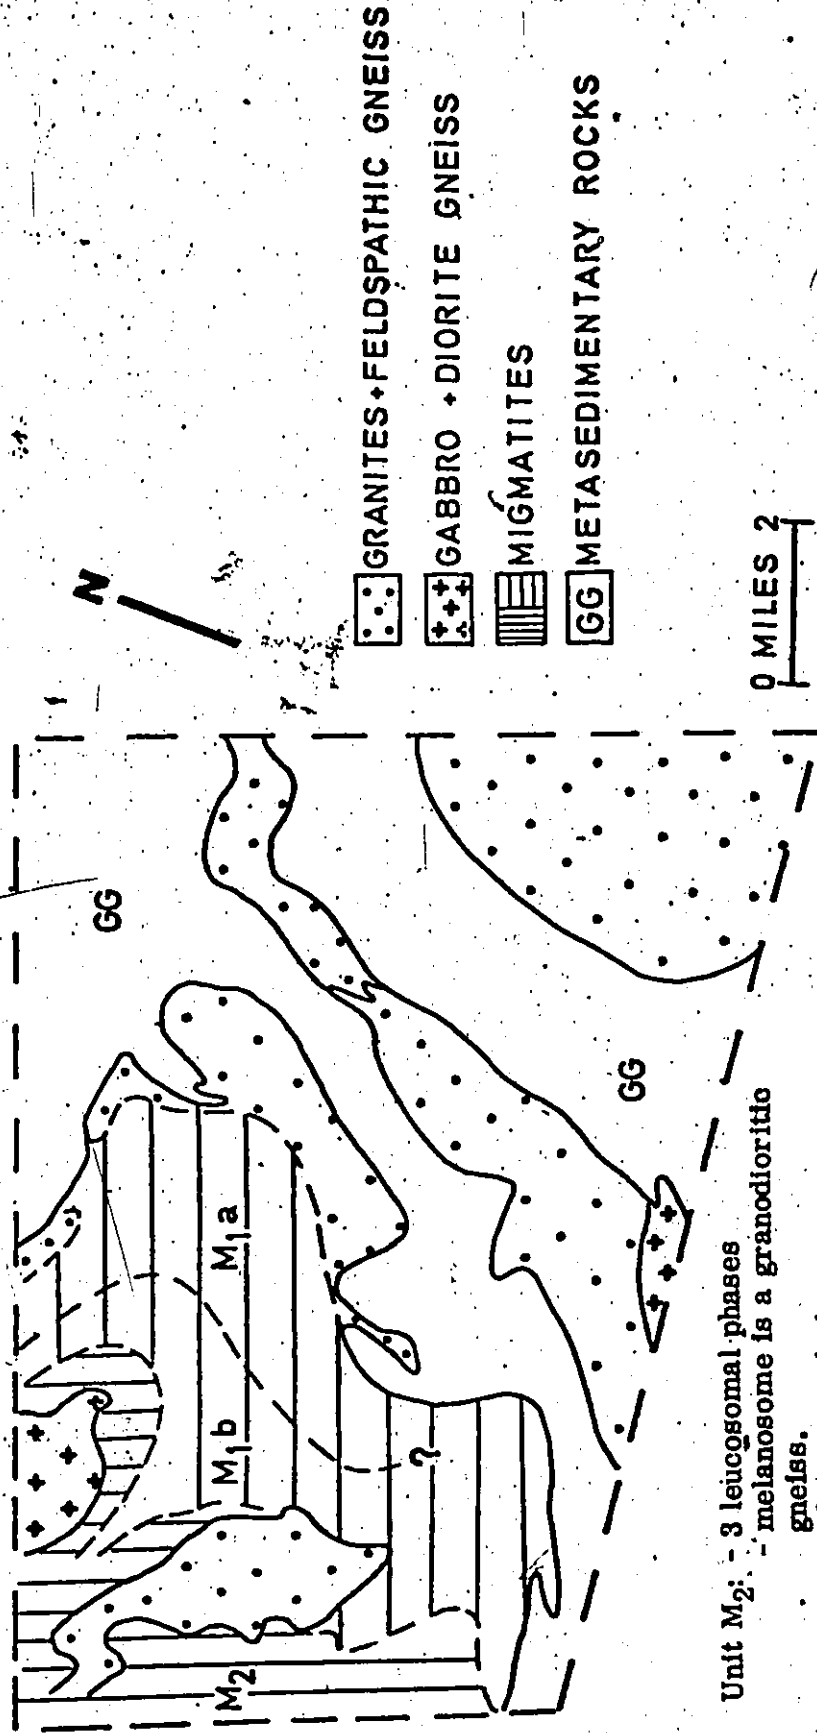 N
GRANITES+FELDSPATHIC GNEISS
GABBRO +DIORITE GNEISS
MIGMATITES
GG METASEDIMENTARY ROCKS
0 MILES 2
GG
GG
M₁a
M₁b
?
M₂
Unit M₂: - 3 leucosomal phases
- melanosome is a granodioritic
gneiss.